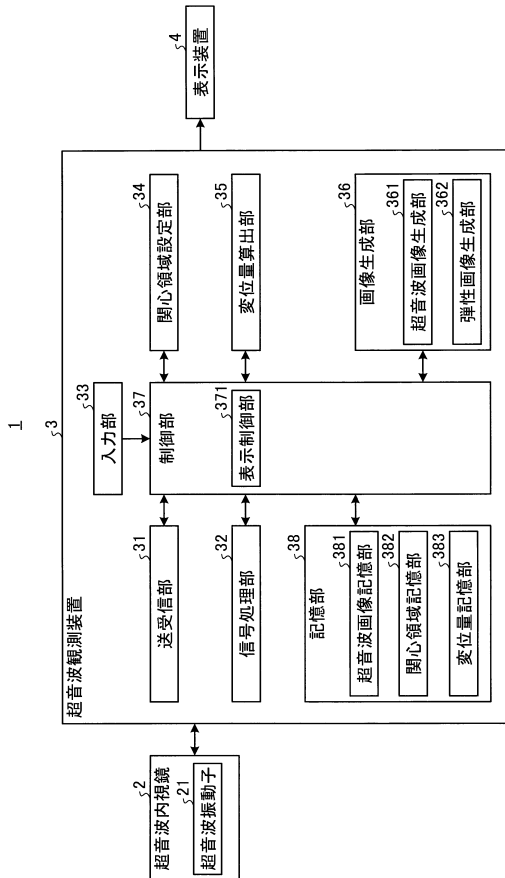 1
2
超音波内視鏡
21
超音波振動子
3
超音波観測装置
31
送受信部
32
信号処理部
38
記憶部
381
超音波画像記憶部
382
関心領域記憶部
383
変位量記憶部
33
入力部
37
制御部
371
表示制御部
34
関心領域設定部
35
変位量算出部
36
画像生成部
361
超音波画像生成部
362
弾性画像生成部
4
表示装置